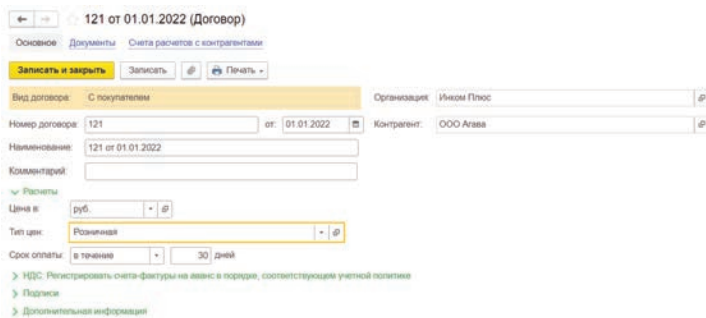 121 от 01.01.2022 (Договор)
Основное Документы Счета расчетов с контрагентами
Записать и закрыть Записать Печать
Вид договора: С покупателем Организация: Инком Плюс
Номер договора: 121 от: 01.01.2022 Контрагент: ООО Агава
Наименование: 121 от 01.01.2022
Комментарий:
Расчеты
Цена в: руб.
Тип цен: Розничная
Срок оплаты: в течение 30 дней
НДС: Регистрировать счета-фактуры на аванс в порядке, соответствующем учетной политике
Подписи
Дополнительная информация